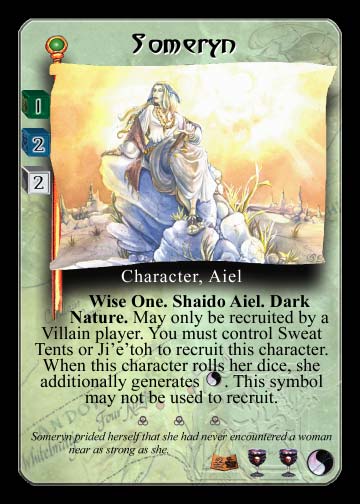 Someryn
1
2
2
Character, Aiel
Wise One. Shaido Aiel. Dark
Nature. May only be recruited by a
Villain player. You must control Sweat
Tents or Ji'e'toh to recruit this character.
When this character rolls her dice, she
additionally generates . This symbol
may not be used to recruit.
Someryn prided herself that she had never encountered a woman
near as strong as she.